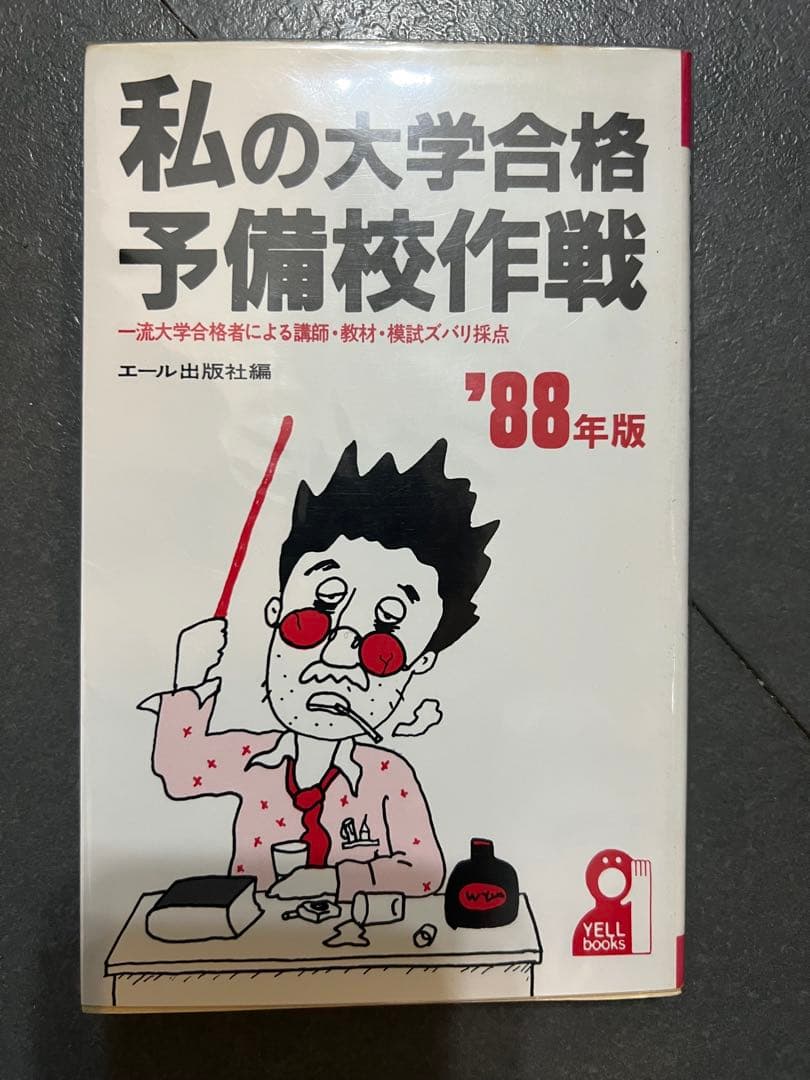 私の大学合格
予備校作戦
一流大学合格者による講師・教材・模試ズバリ採点
エール出版社編
'88年版
YELL
books